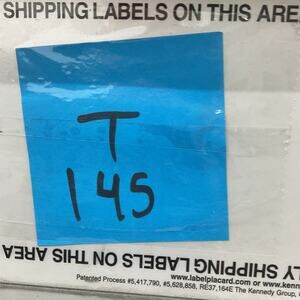 SHIPPING LABELS ON THIS ARE
T
145
LY SHIPPING LABELS ON THIS AREA
www.labelplacard.com or www.kenn
Patented Process #5,417,790, #5,628,858, RE37,164E The Kennedy Group,